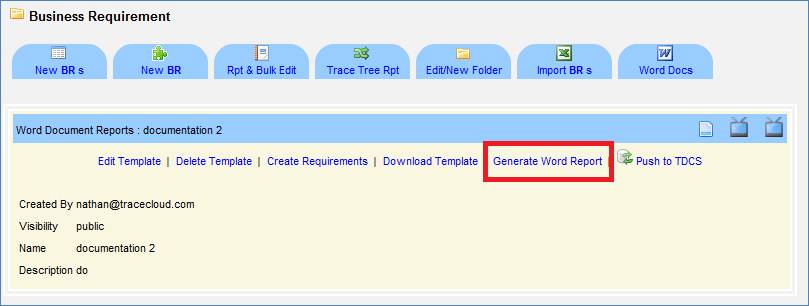 Business Requirement
New BR s
New BR
Rpt & Bulk Edit
Trace Tree Rpt
Edit/New Folder
Import BR s
Word Docs
Word Document Reports : documentation 2
Edit Template | Delete Template | Create Requirements | Download Template Generate Word Report | Push to TDCS
Created By nathan@tracecloud.com
Visibility public
Name documentation 2
Description do